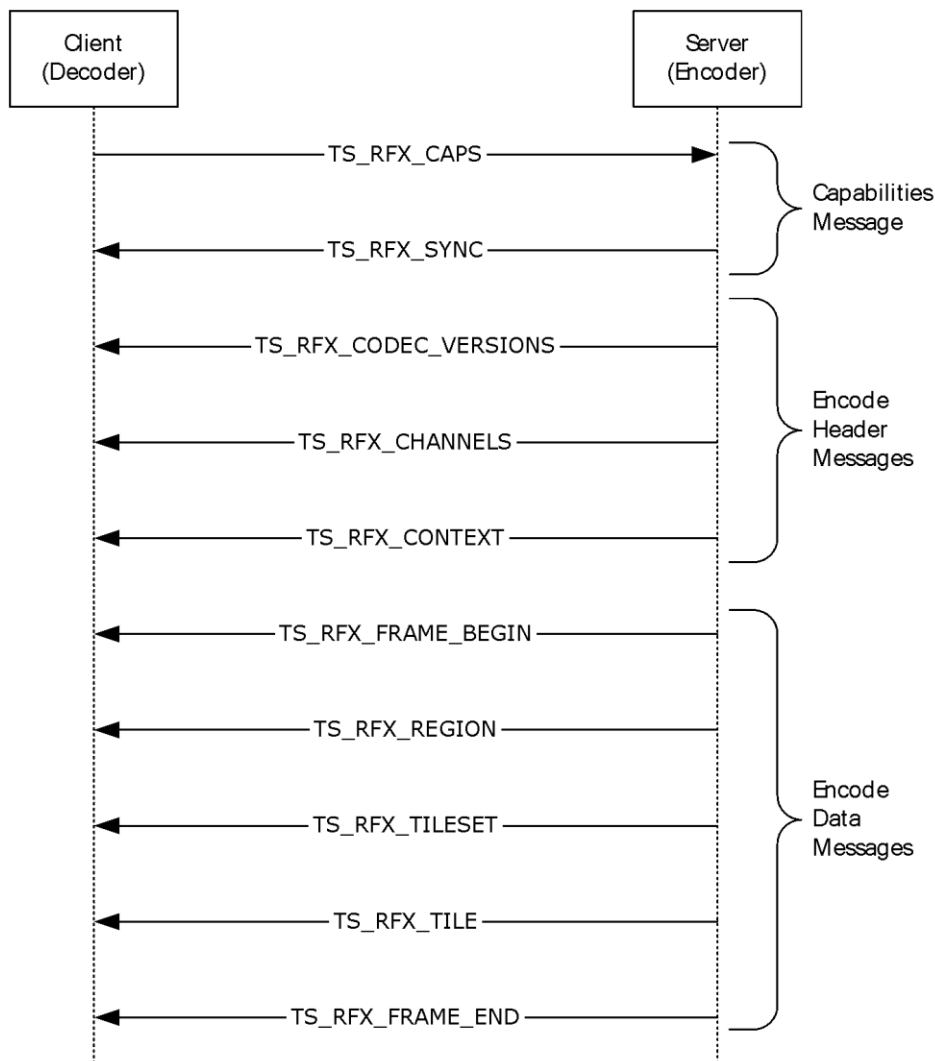 Client
(Decoder)
Server
(Encoder)
TS_RFX_CAPS
Capabilities
Message
TS_RFX_SYNC
TS_RFX_CODEC_VERSIONS
Encode
Header
Messages
TS_RFX_CHANNELS
TS_RFX_CONTEXT
TS_RFX_FRAME_BEGIN
TS_RFX_REGION
Encode
Data
Messages
TS_RFX_TILESET
TS_RFX_TILE
TS_RFX_FRAME_END